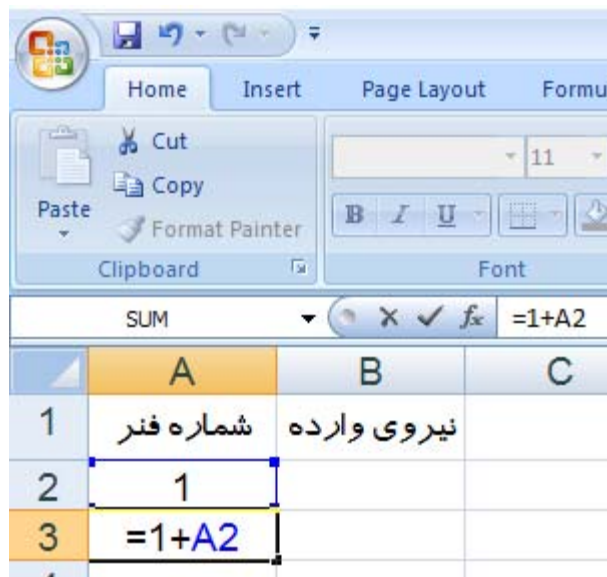 Home Insert Page Layout Formu
Cut
Copy
Paste
Format Painter
Clipboard
11
B I U
Font
SUM fx =1+A2
A B C
1 شماره فنر نیروی وارده
2 1
3 =1+A2